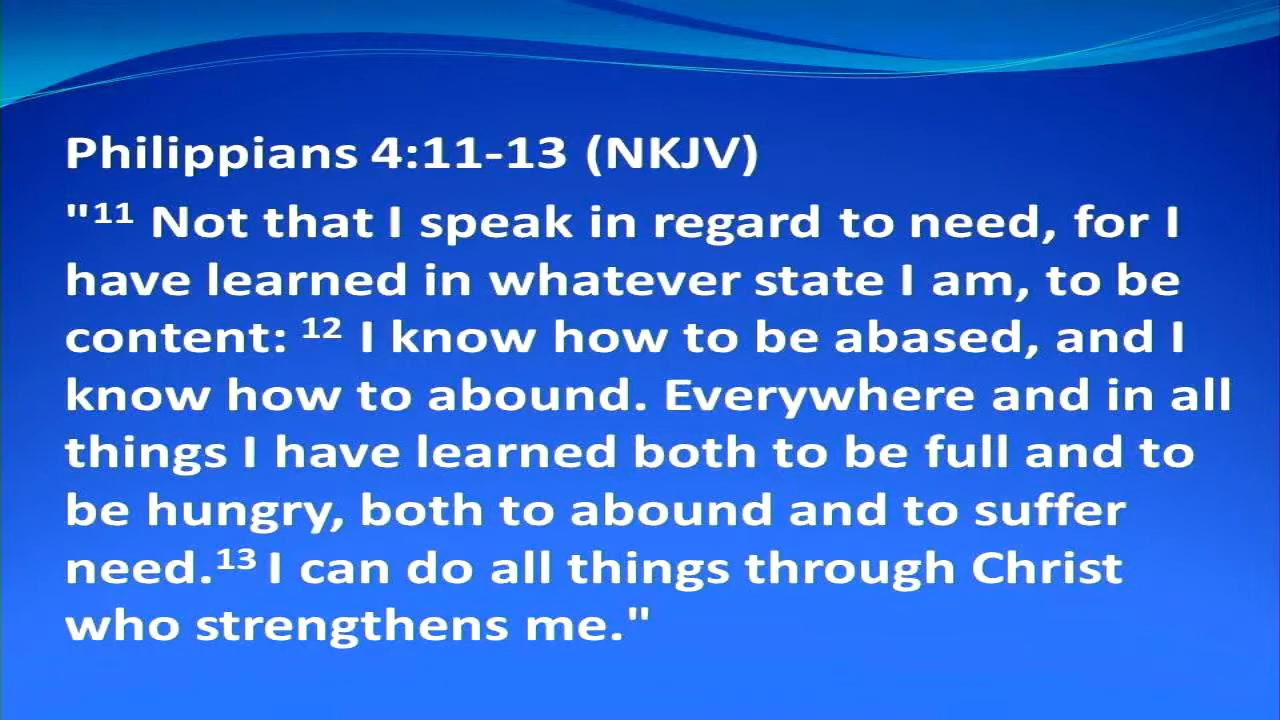 Philippians 4:11-13 (NKJV)
"¹¹ Not that I speak in regard to need, for I
have learned in whatever state I am, to be
content: ¹² I know how to be abased, and I
know how to abound. Everywhere and in all
things I have learned both to be full and to
be hungry, both to abound and to suffer
need.¹³ I can do all things through Christ
who strengthens me."